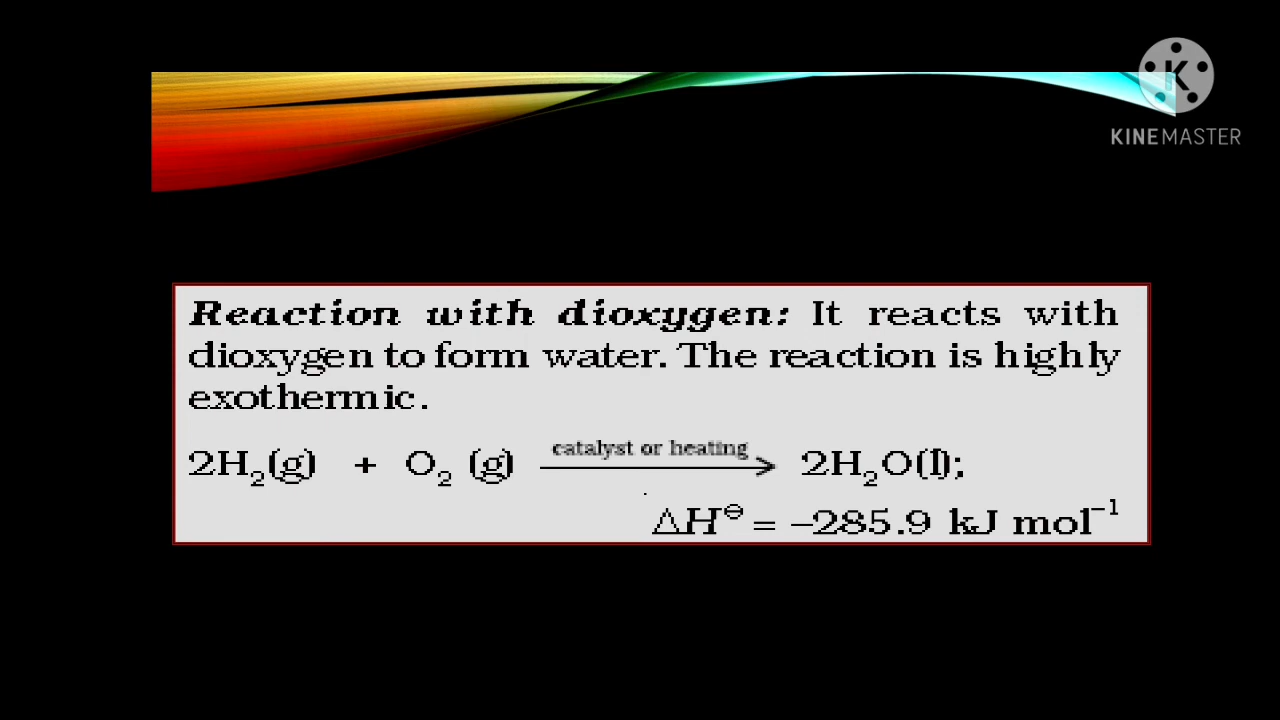 KINEMASTER
Reaction with dioxygen: It reacts with
dioxygen to form water. The reaction is highly
exothermic.
2H₂(g) + O₂ (g) catalyst or heating → 2H₂O(l);
ΔH⊖ = –285.9 kJ mol⁻¹